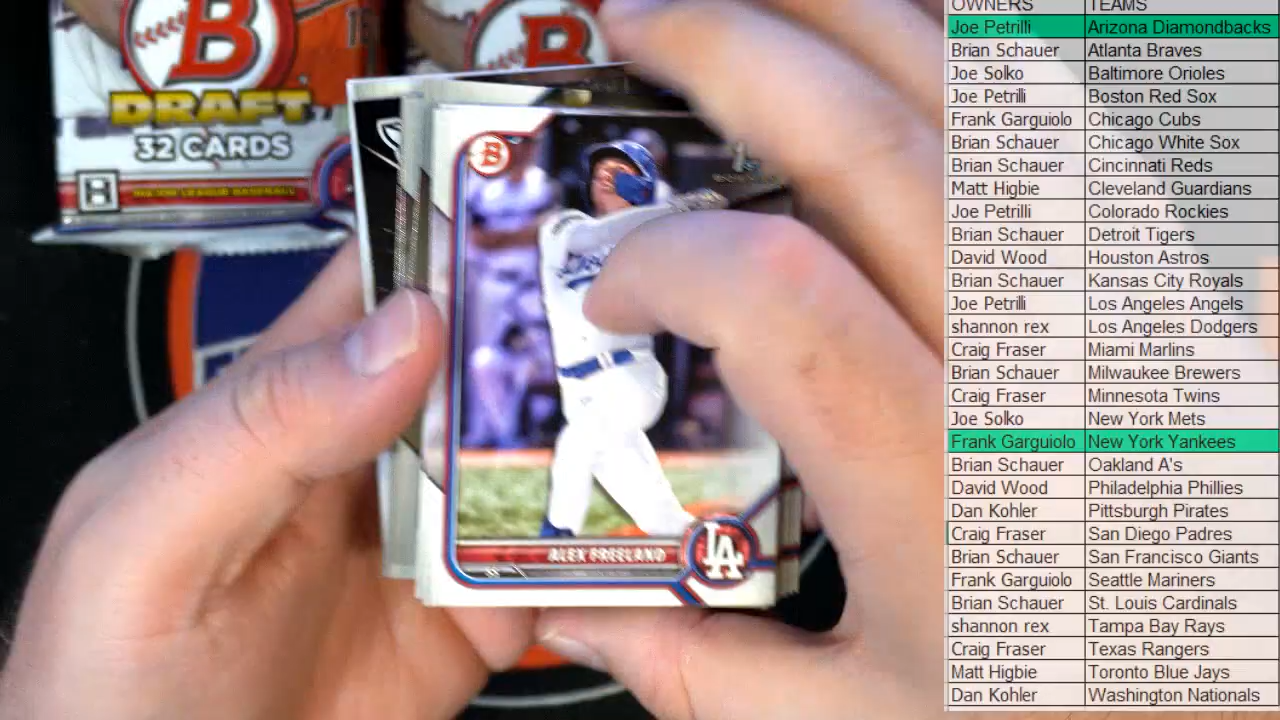 B
DRAFT
32 CARDS
H
MAJOR LEAGUE BASEBALL
B
B
1st
ALEX FREELAND
LA
OWNERS TEAMS
Joe Petrilli Arizona Diamondbacks
Brian Schauer Atlanta Braves
Joe Solko Baltimore Orioles
Joe Petrilli Boston Red Sox
Frank Garguiolo Chicago Cubs
Brian Schauer Chicago White Sox
Brian Schauer Cincinnati Reds
Matt Higbie Cleveland Guardians
Joe Petrilli Colorado Rockies
Brian Schauer Detroit Tigers
David Wood Houston Astros
Brian Schauer Kansas City Royals
Joe Petrilli Los Angeles Angels
shannon rex Los Angeles Dodgers
Craig Fraser Miami Marlins
Brian Schauer Milwaukee Brewers
Craig Fraser Minnesota Twins
Joe Solko New York Mets
Frank Garguiolo New York Yankees
Brian Schauer Oakland A's
David Wood Philadelphia Phillies
Dan Kohler Pittsburgh Pirates
Craig Fraser San Diego Padres
Brian Schauer San Francisco Giants
Frank Garguiolo Seattle Mariners
Brian Schauer St. Louis Cardinals
shannon rex Tampa Bay Rays
Craig Fraser Texas Rangers
Matt Higbie Toronto Blue Jays
Dan Kohler Washington Nationals